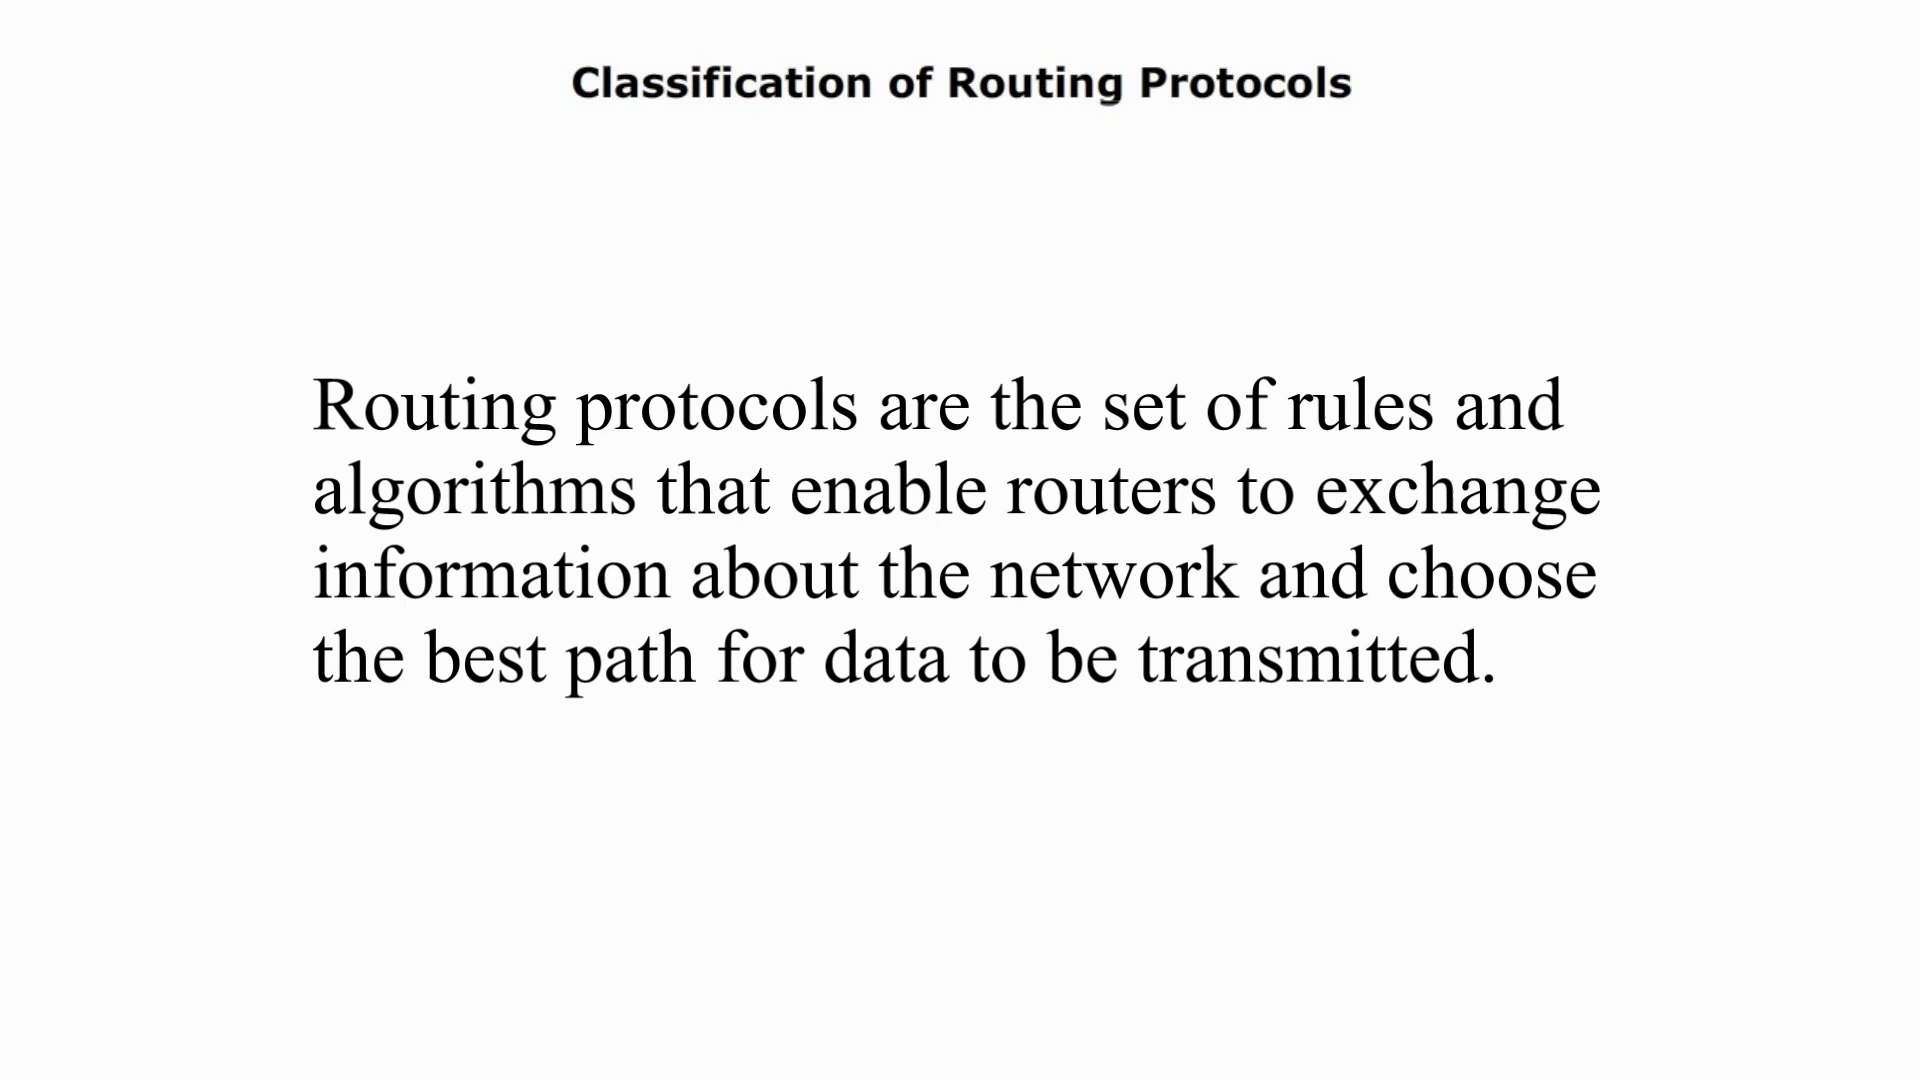 Classification of Routing Protocols
Routing protocols are the set of rules and
algorithms that enable routers to exchange
information about the network and choose
the best path for data to be transmitted.